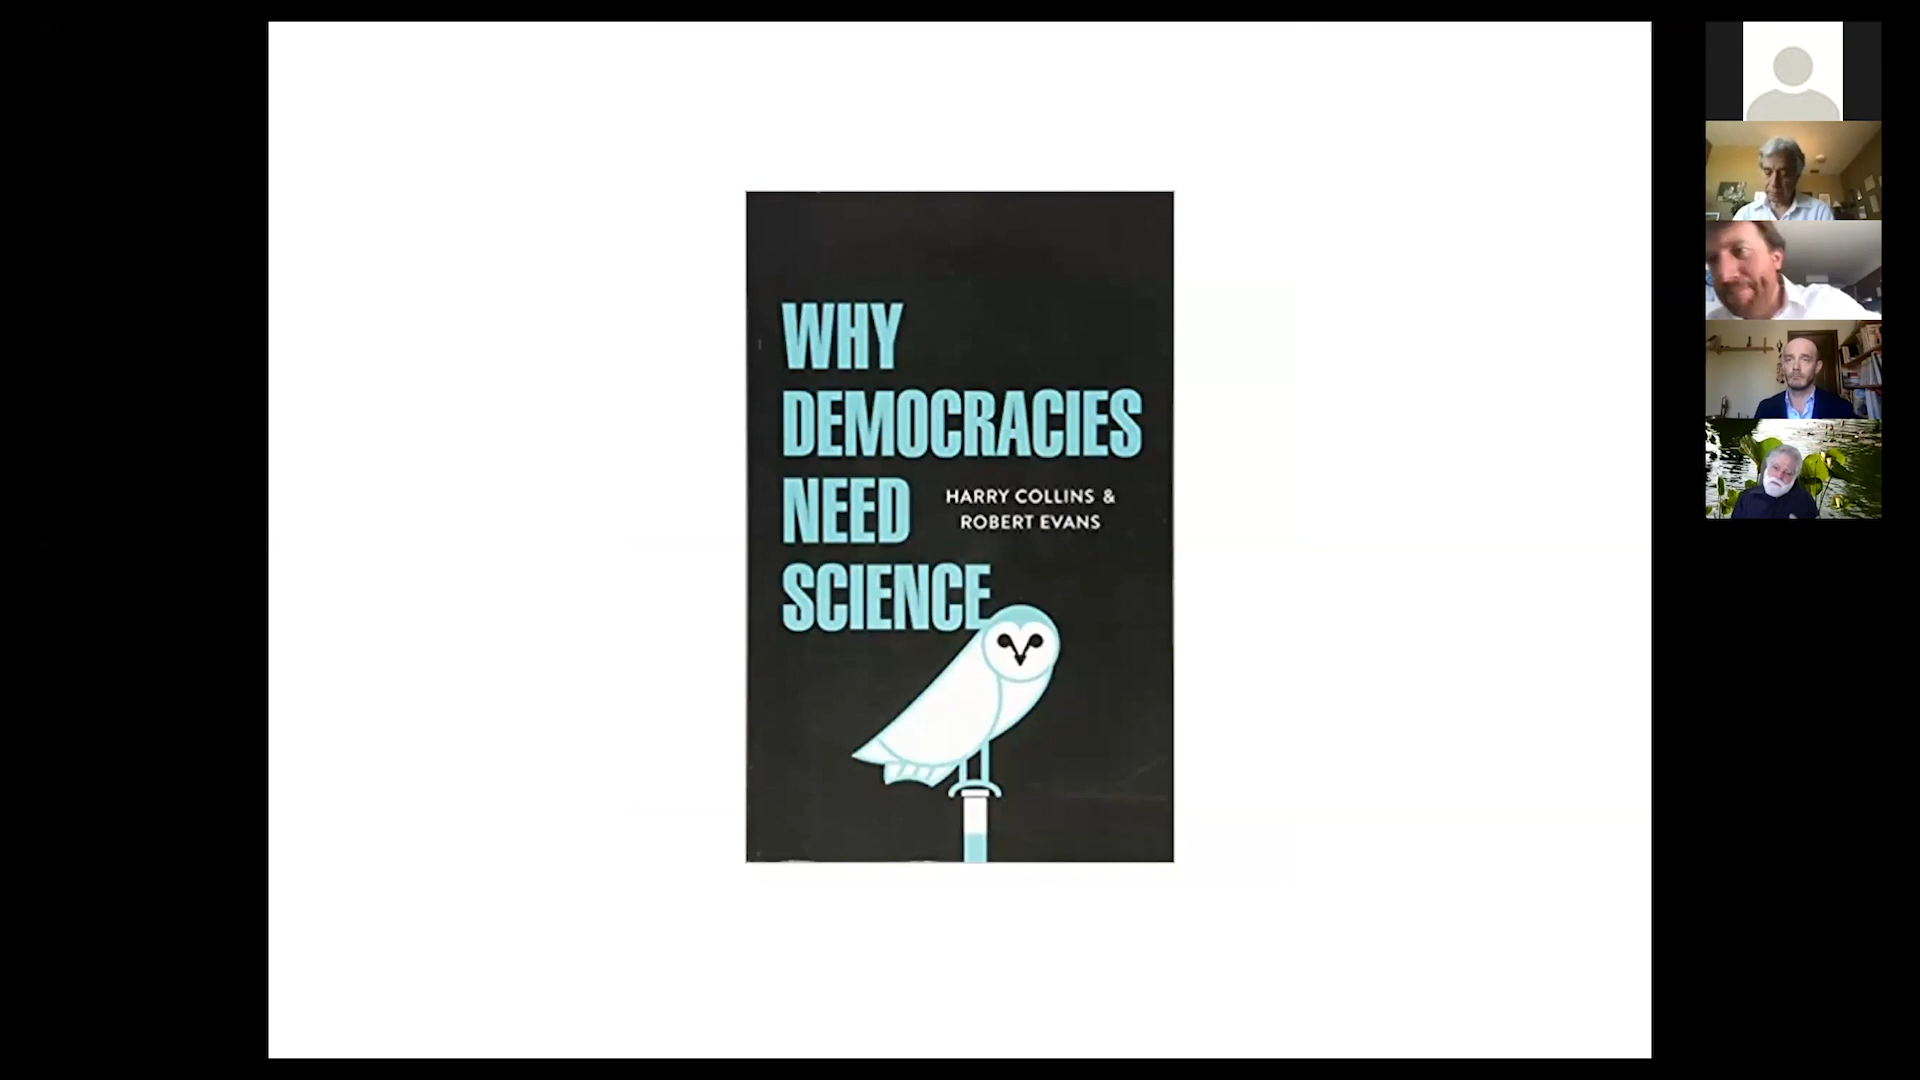 WHY
DEMOCRACIES
NEED
SCIENCE
HARRY COLLINS &
ROBERT EVANS